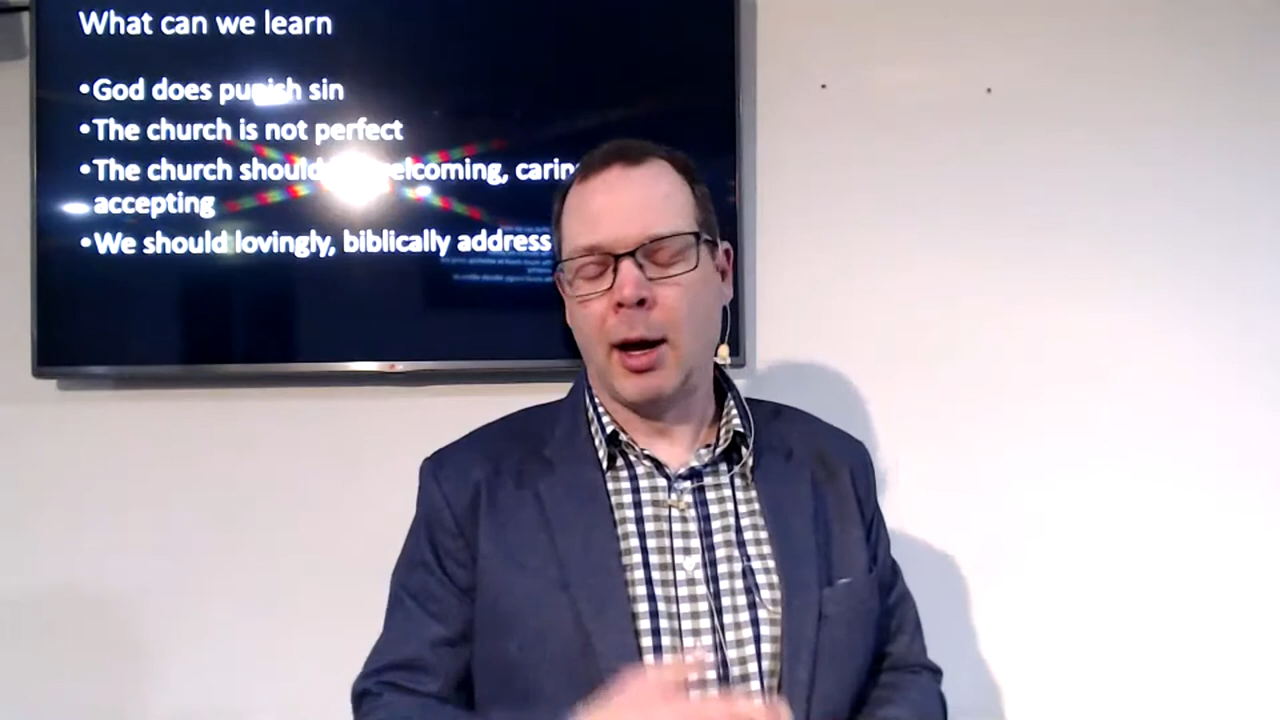 What can we learn
•God does punish sin
•The church is not perfect
•The church should welcoming,
accepting
•We should lovingly, biblically address